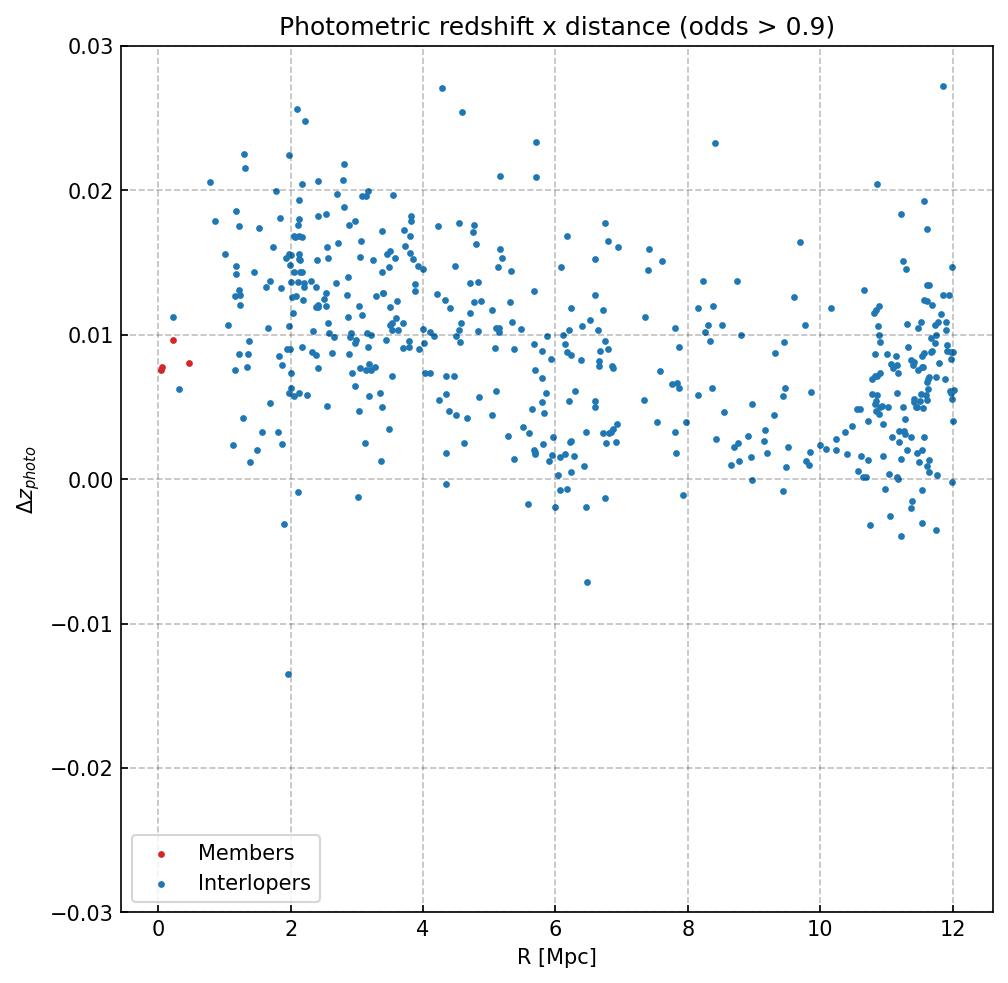 Photometric redshift x distance (odds > 0.9)
0.03
0.02
0.01
0.00
−0.01
−0.02
−0.03
Δz_photo
Members
Interlopers
0 2 4 6 8 10 12
R [Mpc]